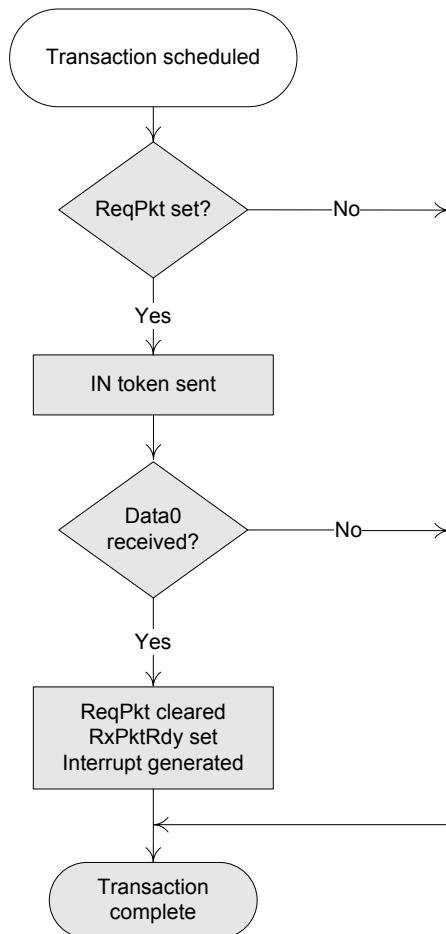 Transaction scheduled
ReqPkt set?
No
Yes
IN token sent
Data0
received?
No
Yes
ReqPkt cleared
RxPktRdy set
Interrupt generated
Transaction
complete